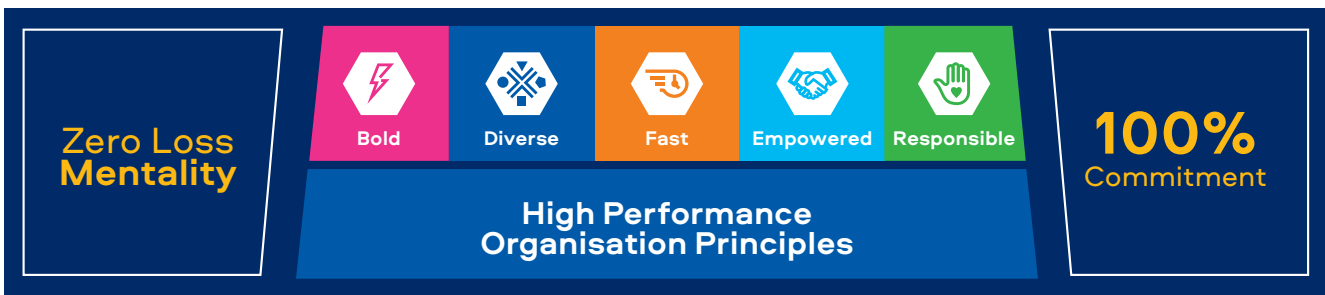 Zero Loss
Mentality
Bold
Diverse
Fast
Empowered
Responsible
High Performance
Organisation Principles
100%
Commitment